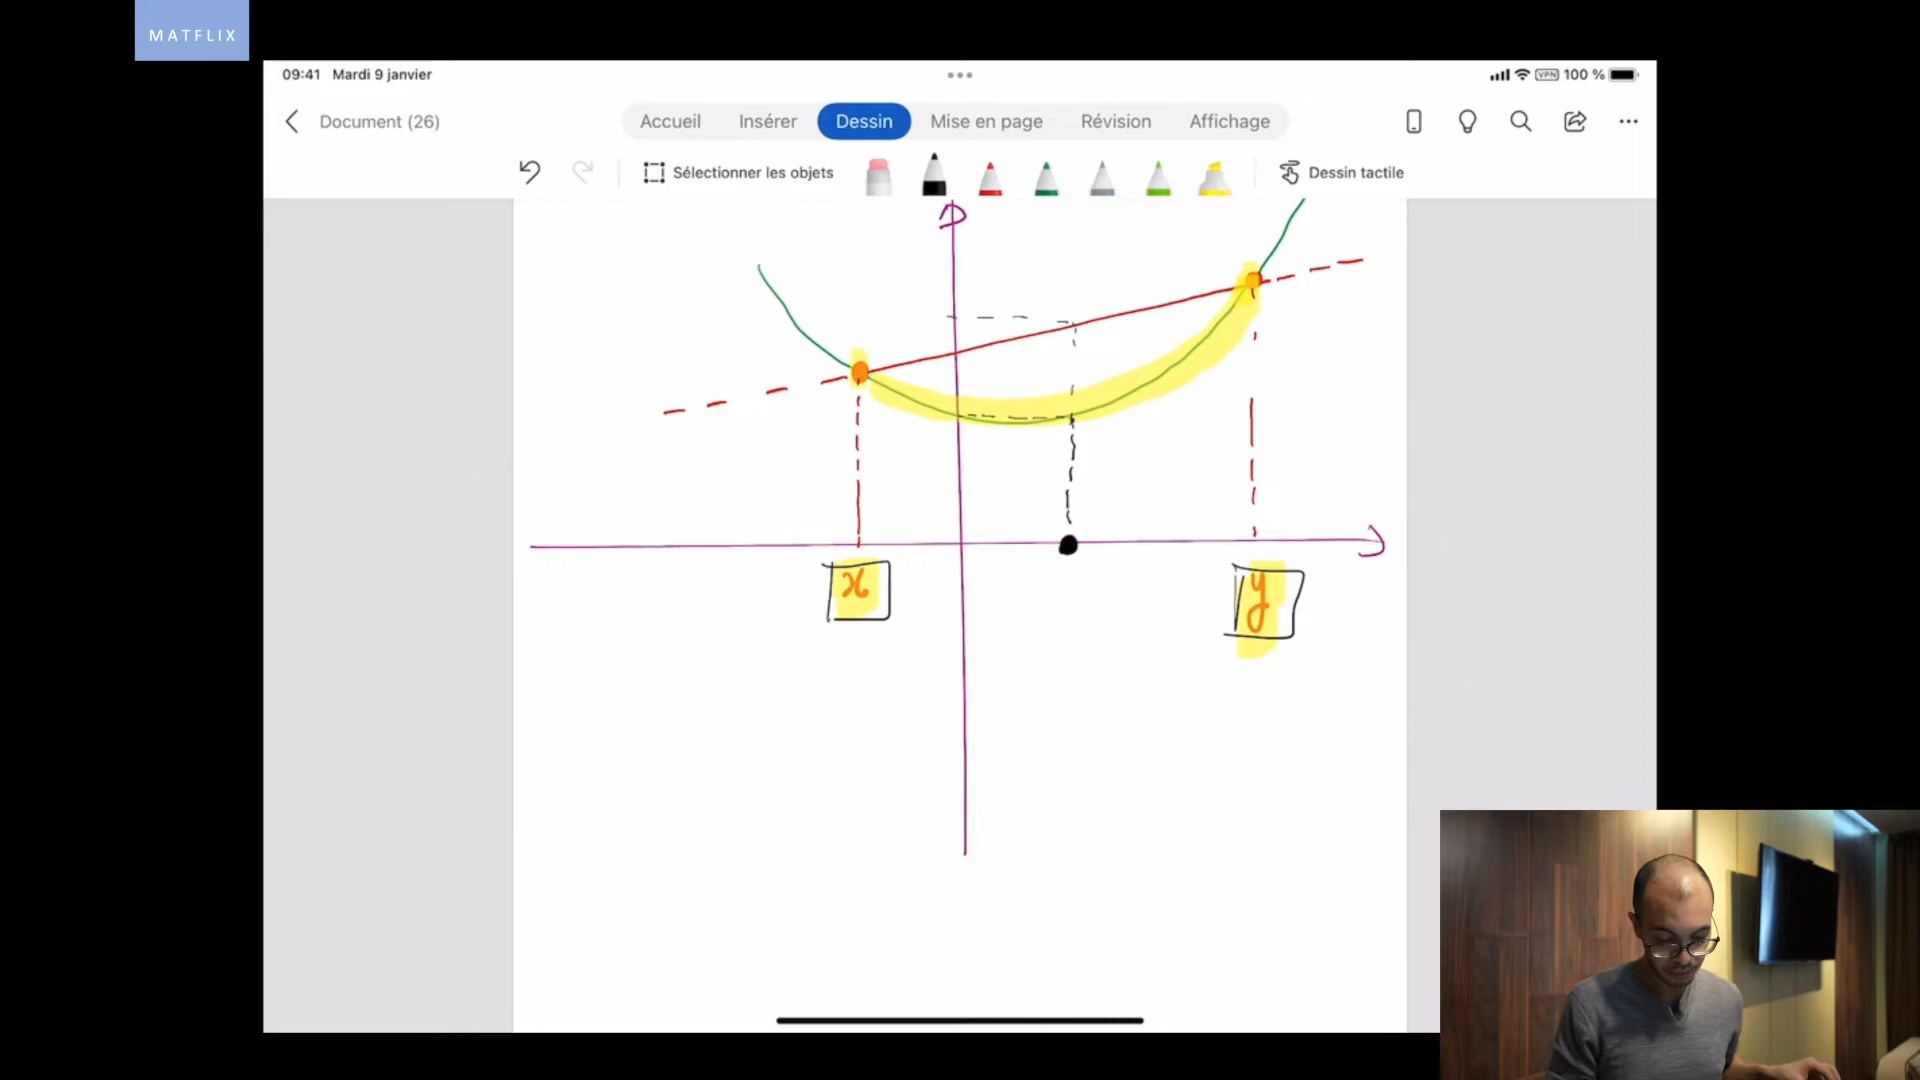 MATFLIX
09:41 Mardi 9 janvier
VPN 100 %
Document (26)
Accueil Insérer Dessin Mise en page Révision Affichage
Sélectionner les objets
Dessin tactile
x
y